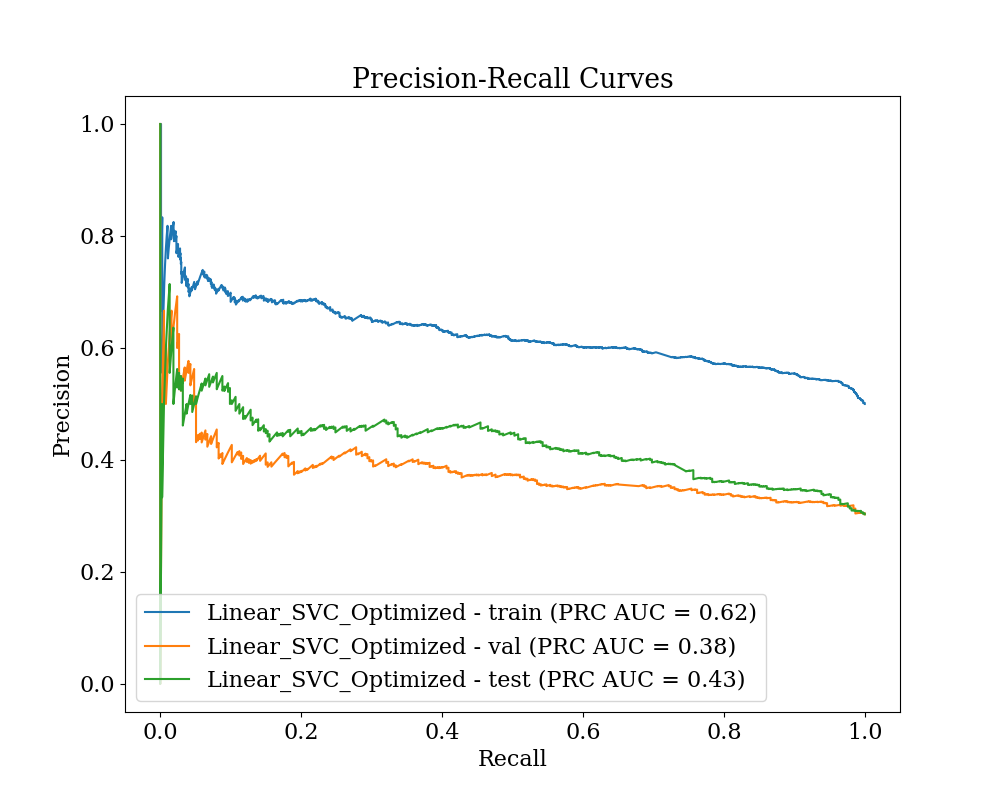 Precision-Recall Curves
1.0
0.8
0.6
0.4
0.2
0.0
Precision
Linear_SVC_Optimized - train (PRC AUC = 0.62)
Linear_SVC_Optimized - val (PRC AUC = 0.38)
Linear_SVC_Optimized - test (PRC AUC = 0.43)
0.0 0.2 0.4 0.6 0.8 1.0
Recall